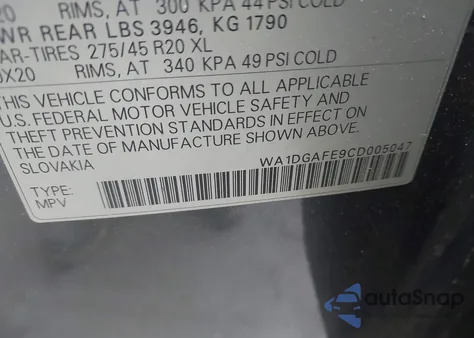 20 RIMS, AT 300 KPA 44 PSI COLD
WR REAR LBS 3946, KG 1790
AR-TIRES 275/45 R20 XL
JX20 RIMS, AT 340 KPA 49 PSI COLD
THIS VEHICLE CONFORMS TO ALL APPLICABLE
U.S. FEDERAL MOTOR VEHICLE SAFETY AND
THEFT PREVENTION STANDARDS IN EFFECT ON
THE DATE OF MANUFACTURE SHOWN ABOVE.
SLOVAKIA
WA1DGAFE9CD005047
TYPE:
MPV
autoSnap